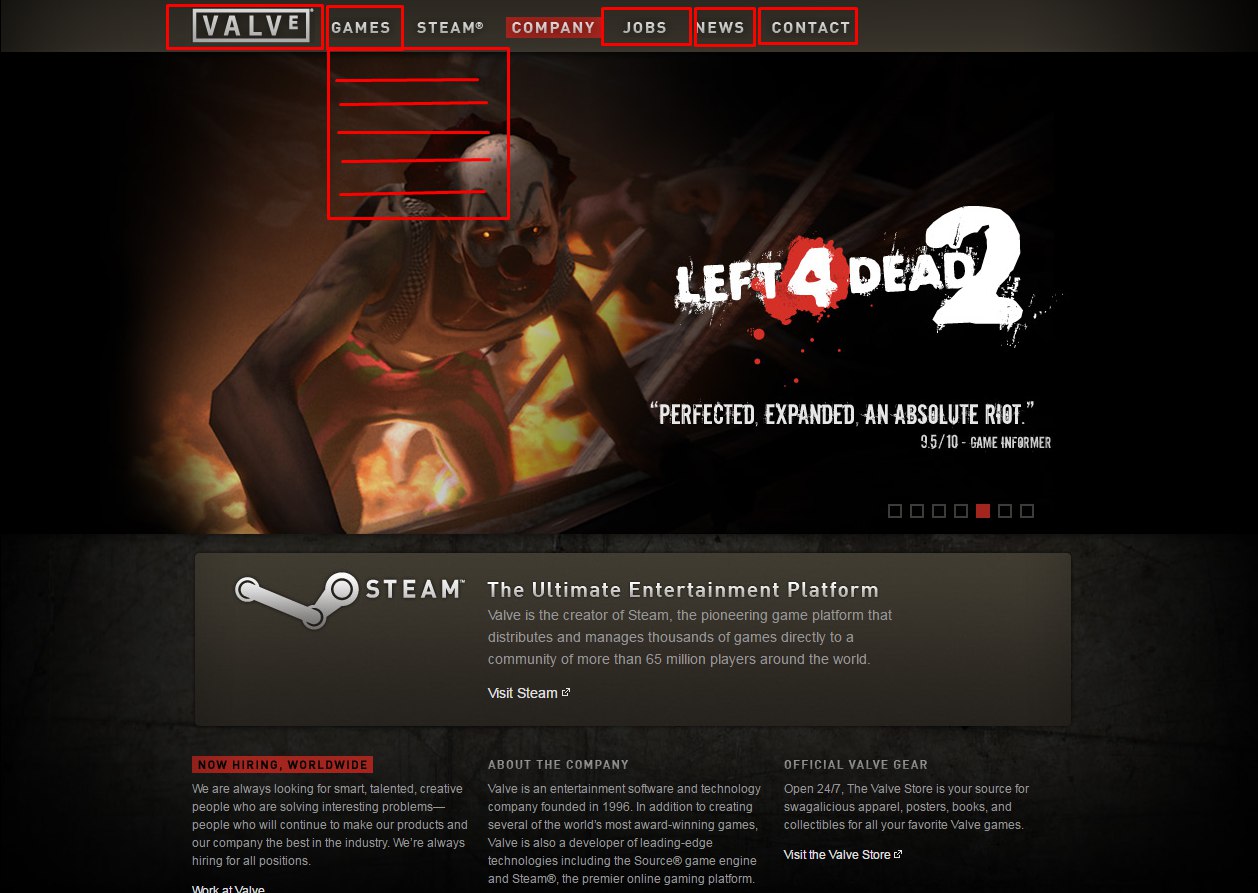 VALVE® GAMES STEAM® COMPANY JOBS NEWS CONTACT
LEFT 4 DEAD 2
“PERFECTED, EXPANDED, AN ABSOLUTE RIOT.”
9.5/10 - GAME INFORMER
STEAM™
The Ultimate Entertainment Platform
Valve is the creator of Steam, the pioneering game platform that
distributes and manages thousands of games directly to a
community of more than 65 million players around the world.
Visit Steam
NOW HIRING, WORLDWIDE
We are always looking for smart, talented, creative
people who are solving interesting problems—
people who will continue to make our products and
our company the best in the industry. We're always
hiring for all positions.
Work at Valve
ABOUT THE COMPANY
Valve is an entertainment software and technology
company founded in 1996. In addition to creating
several of the world's most award-winning games,
Valve is also a developer of leading-edge
technologies including the Source® game engine
and Steam®, the premier online gaming platform.
OFFICIAL VALVE GEAR
Open 24/7, The Valve Store is your source for
swagalicious apparel, posters, books, and
collectibles for all your favorite Valve games.
Visit the Valve Store